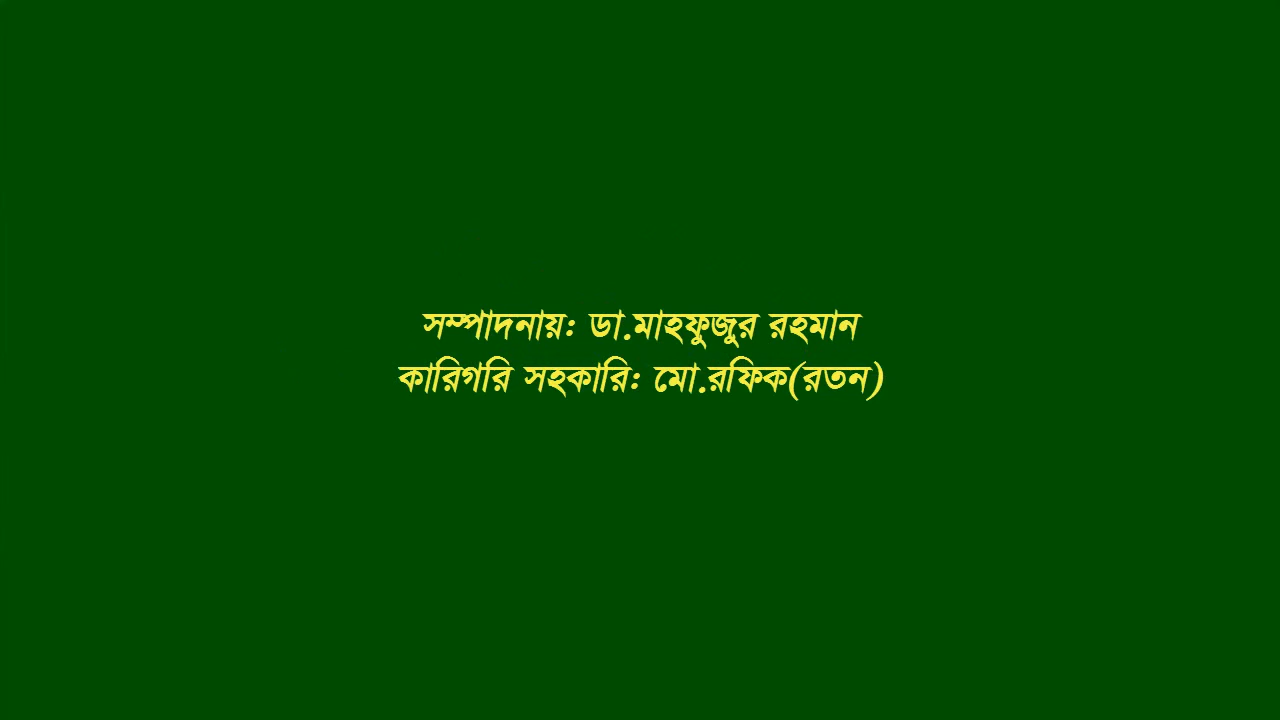 সম্পাদনায়: ডা.মাহফুজুর রহমান
কারিগরি সহকারি: মো.রফিক(রতন)